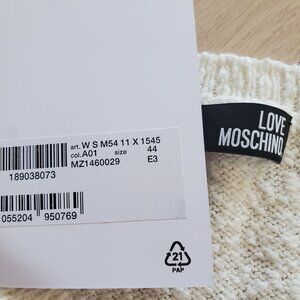 art. W S M54 11 X 1545
col. A01 size 44
MZ1460029 E3
189038073
055204 950769
LOVE
MOSCHINO
21
PAP